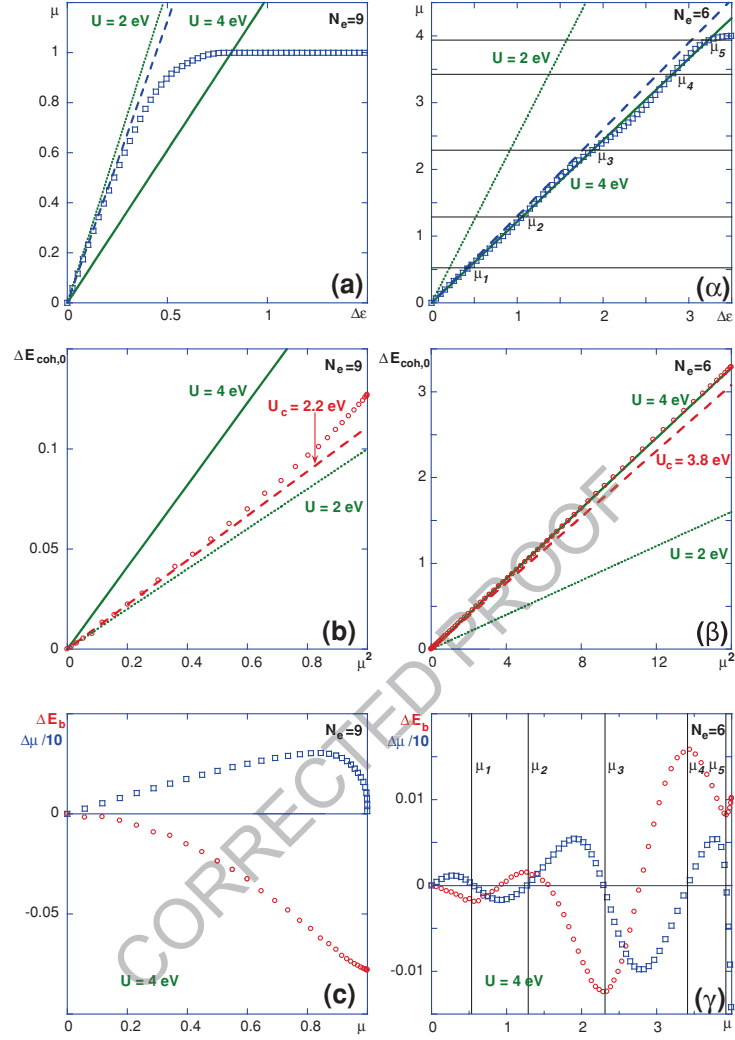 μ
U = 2 eV
U = 4 eV
N_e=9
1
0.8
0.6
0.4
0.2
0
(a)
0
0.5
1
Δε
μ
N_e=6
4
3
2
1
0
U = 2 eV
U = 4 eV
μ_5
μ_4
μ_3
μ_2
μ_1
(α)
0
1
2
3
Δε
ΔE_coh,0
N_e=9
0.1
0.05
0
U = 4 eV
U_c = 2.2 eV
U = 2 eV
(b)
0
0.2
0.4
0.6
0.8
μ²
ΔE_coh,0
N_e=6
3
2
1
0
U = 4 eV
U_c = 3.8 eV
U = 2 eV
(β)
0
4
8
12
μ²
ΔE_b
Δμ /10
N_e=9
0
-0.05
U = 4 eV
(c)
0
0.2
0.4
0.6
0.8
μ
ΔE_b
Δμ /10
N_e=6
μ_1
μ_2
μ_3
μ_4
μ_5
0.01
0
-0.01
U = 4 eV
(γ)
0
1
2
3
μ
CORRECTED PROOF